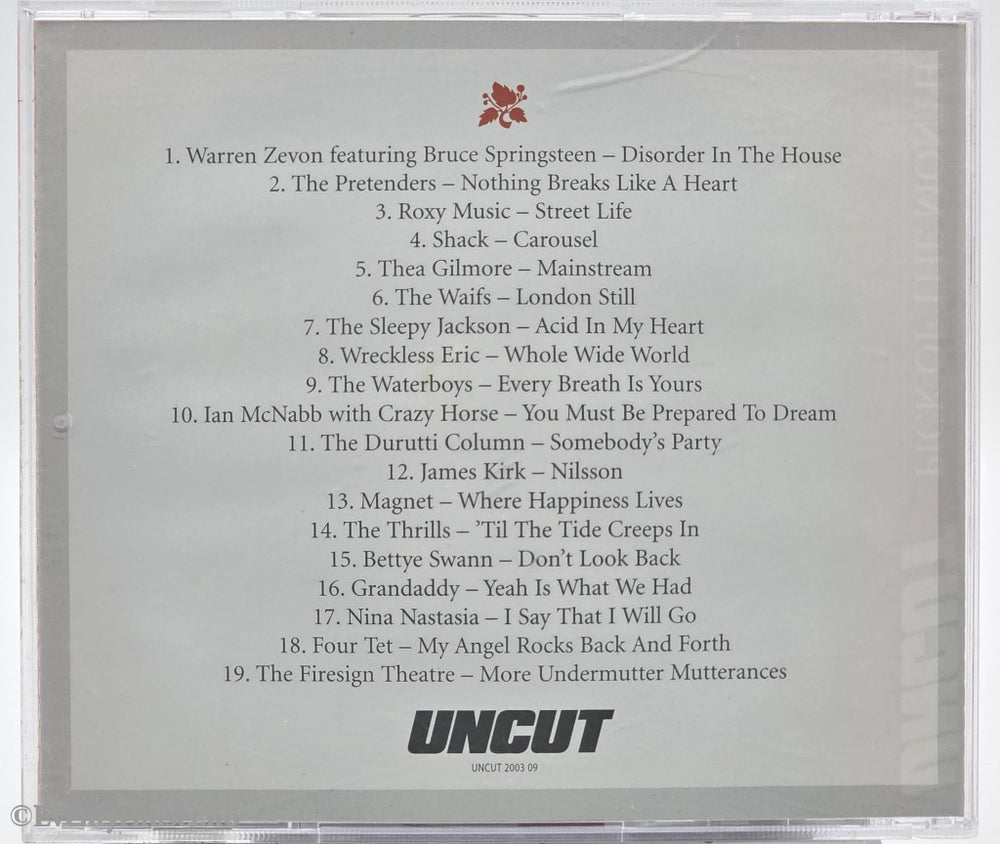 1. Warren Zevon featuring Bruce Springsteen – Disorder In The House
2. The Pretenders – Nothing Breaks Like A Heart
3. Roxy Music – Street Life
4. Shack – Carousel
5. Thea Gilmore – Mainstream
6. The Waifs – London Still
7. The Sleepy Jackson – Acid In My Heart
8. Wreckless Eric – Whole Wide World
9. The Waterboys – Every Breath Is Yours
10. Ian McNabb with Crazy Horse – You Must Be Prepared To Dream
11. The Durutti Column – Somebody’s Party
12. James Kirk – Nilsson
13. Magnet – Where Happiness Lives
14. The Thrills – ’Til The Tide Creeps In
15. Bettye Swann – Don’t Look Back
16. Grandaddy – Yeah Is What We Had
17. Nina Nastasia – I Say That I Will Go
18. Four Tet – My Angel Rocks Back And Forth
19. The Firesign Theatre – More Undermutter Mutterances
UNCUT
UNCUT 2003 09